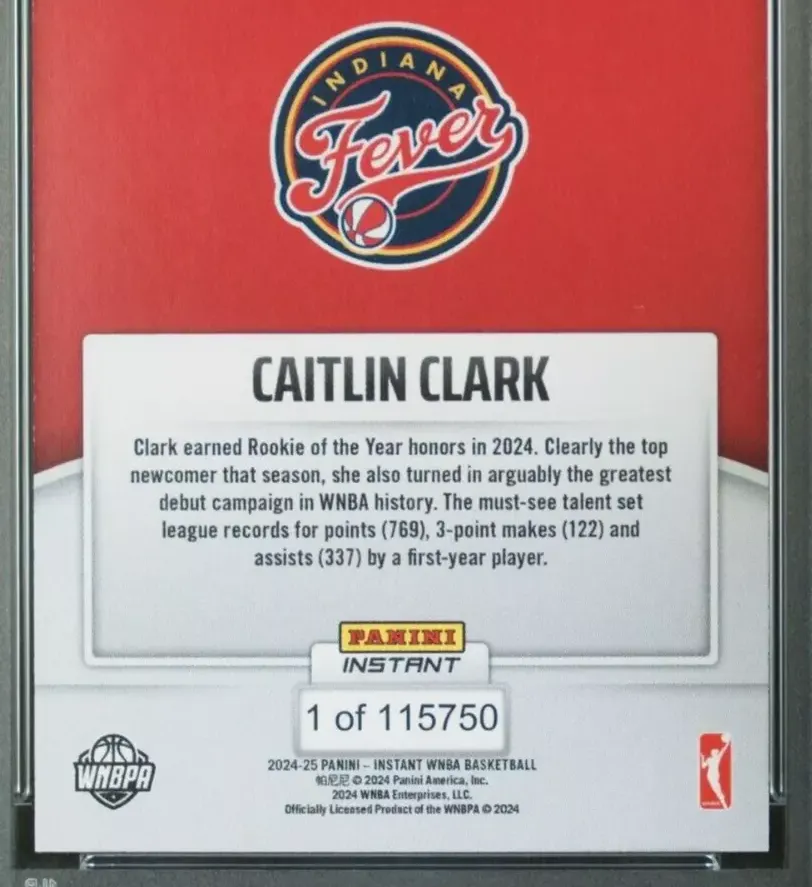 INDIANA
Fever
CAITLIN CLARK
Clark earned Rookie of the Year honors in 2024. Clearly the top
newcomer that season, she also turned in arguably the greatest
debut campaign in WNBA history. The must-see talent set
league records for points (769), 3-point makes (122) and
assists (337) by a first-year player.
PANINI
INSTANT
1 of 115750
WNBPA
2024-25 PANINI – INSTANT WNBA BASKETBALL
帕尼尼 © 2024 Panini America, Inc.
2024 WNBA Enterprises, LLC.
Officially Licensed Product of the WNBPA © 2024